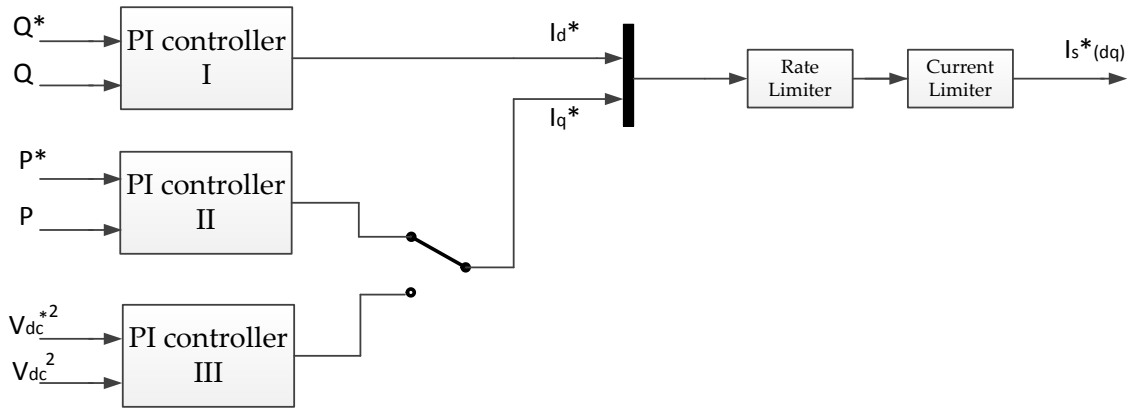 Q*
Q
PI controller
I
Id*
Iq*
Rate
Limiter
Current
Limiter
Is*(dq)
P*
P
PI controller
II
Vdc*2
Vdc2
PI controller
III